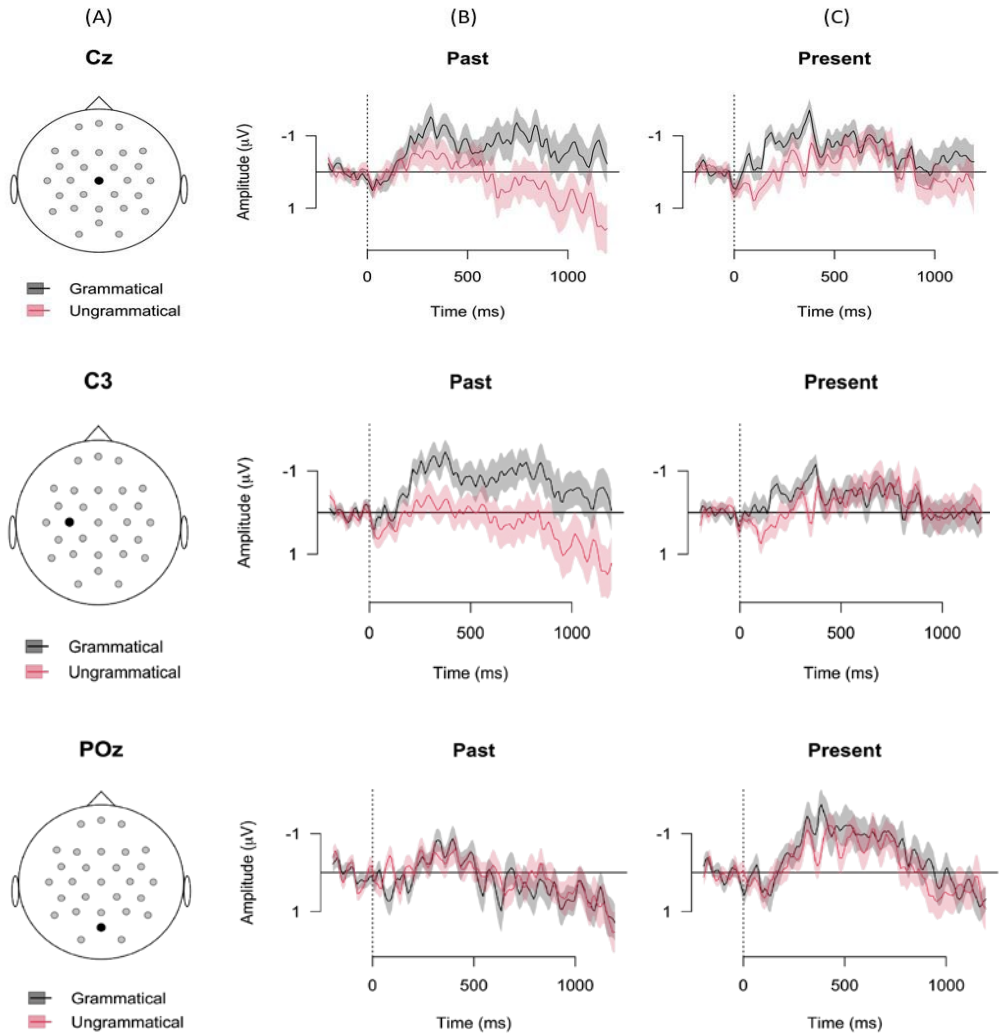 (A) (B) (C)
Cz Past Present
Amplitude (μV)
-1
1
-1
1
0 500 1000 0 500 1000
Time (ms) Time (ms)
Grammatical
Ungrammatical
C3 Past Present
Amplitude (μV)
-1
1
-1
1
0 500 1000 0 500 1000
Time (ms) Time (ms)
Grammatical
Ungrammatical
POz Past Present
Amplitude (μV)
-1
1
-1
1
0 500 1000 0 500 1000
Time (ms) Time (ms)
Grammatical
Ungrammatical